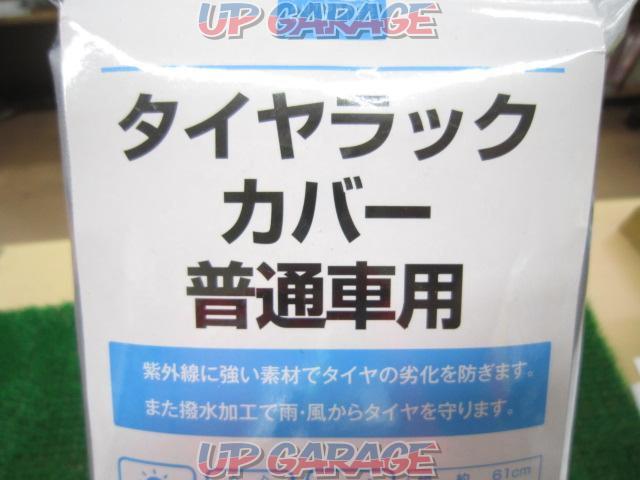 UP GARAGE
タイヤラック
カバー
普通車用
紫外線に強い素材でタイヤの劣化を防ぎます。
また撥水加工で雨・風からタイヤを守ります。
UP GARAGE
約 61cm